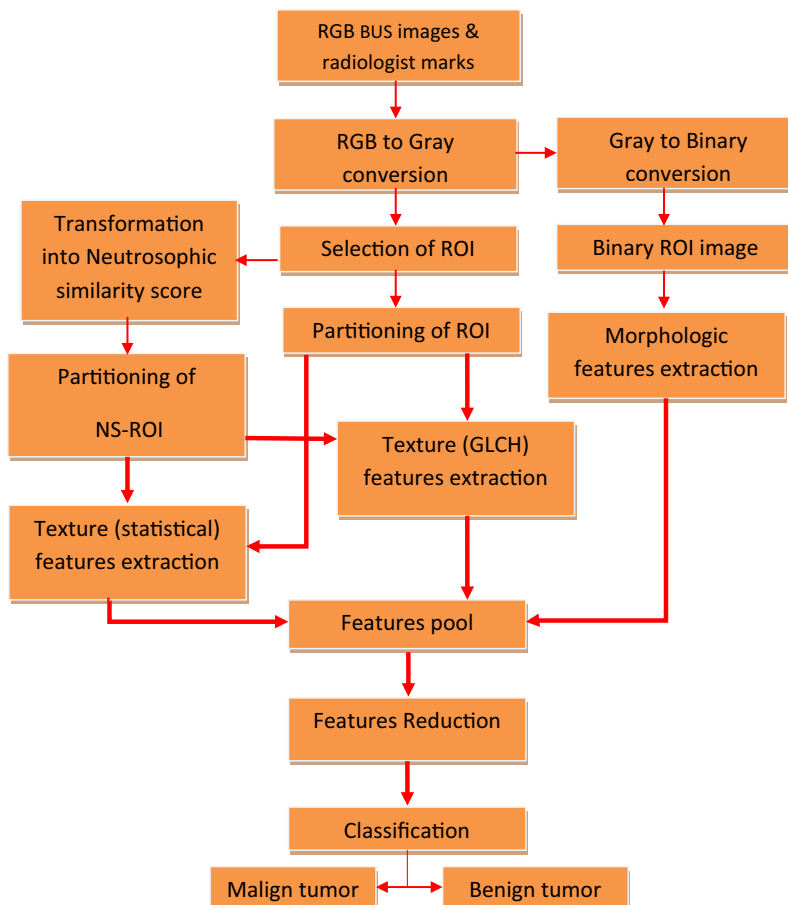 RGB BUS images &
radiologist marks
RGB to Gray
conversion
Gray to Binary
conversion
Transformation
into Neutrosophic
similarity score
Selection of ROI
Binary ROI image
Partitioning of ROI
Morphologic
features extraction
Partitioning of
NS-ROI
Texture (GLCH)
features extraction
Texture (statistical)
features extraction
Features pool
Features Reduction
Classification
Malign tumor
Benign tumor